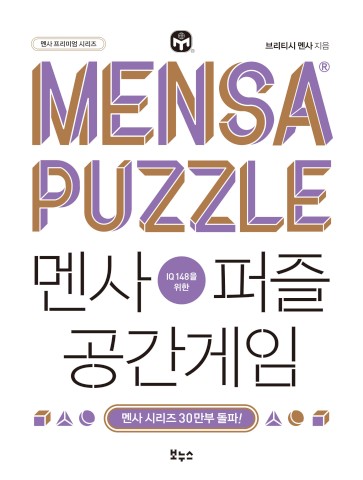 멘사 프리미엄 시리즈
브리티시 멘사 지음
MENSA®
PUZZLE
멘사 IQ 148을 위한 퍼즐
공간게임
멘사 시리즈 30만부 돌파!
보누스